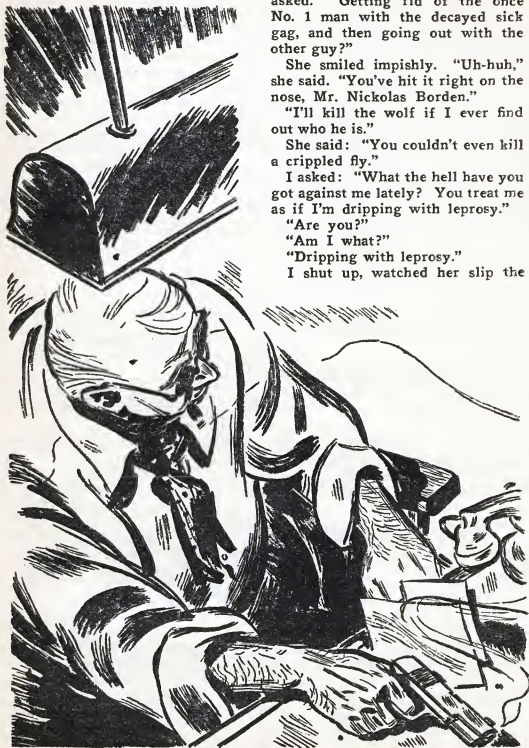 asked. "Getting rid of the once
No. 1 man with the decayed sick
gag, and then going out with the
other guy?"
She smiled impishly. "Uh-huh,"
she said. "You've hit it right on the
nose, Mr. Nickolas Borden."
"I'll kill the wolf if I ever find
out who he is."
She said: "You couldn't even kill
a crippled fly."
I asked: "What the hell have you
got against me lately? You treat me
as if I'm dripping with leprosy."
"Are you?"
"Am I what?"
"Dripping with leprosy."
I shut up, watched her slip the